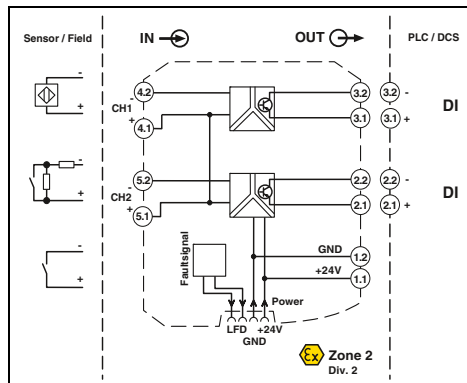 Sensor / Field
IN
OUT
PLC / DCS
-
+
4.2
-
CH1
+
4.1
3.2
3.1
3.2
-
3.1
+
DI
-
+
5.2
-
CH2
+
5.1
2.2
2.1
2.2
-
2.1
+
DI
-
+
Faultsignal
GND
1.2
+24V
1.1
Power
LFD
+24V
GND
Ex
Zone 2
Div. 2